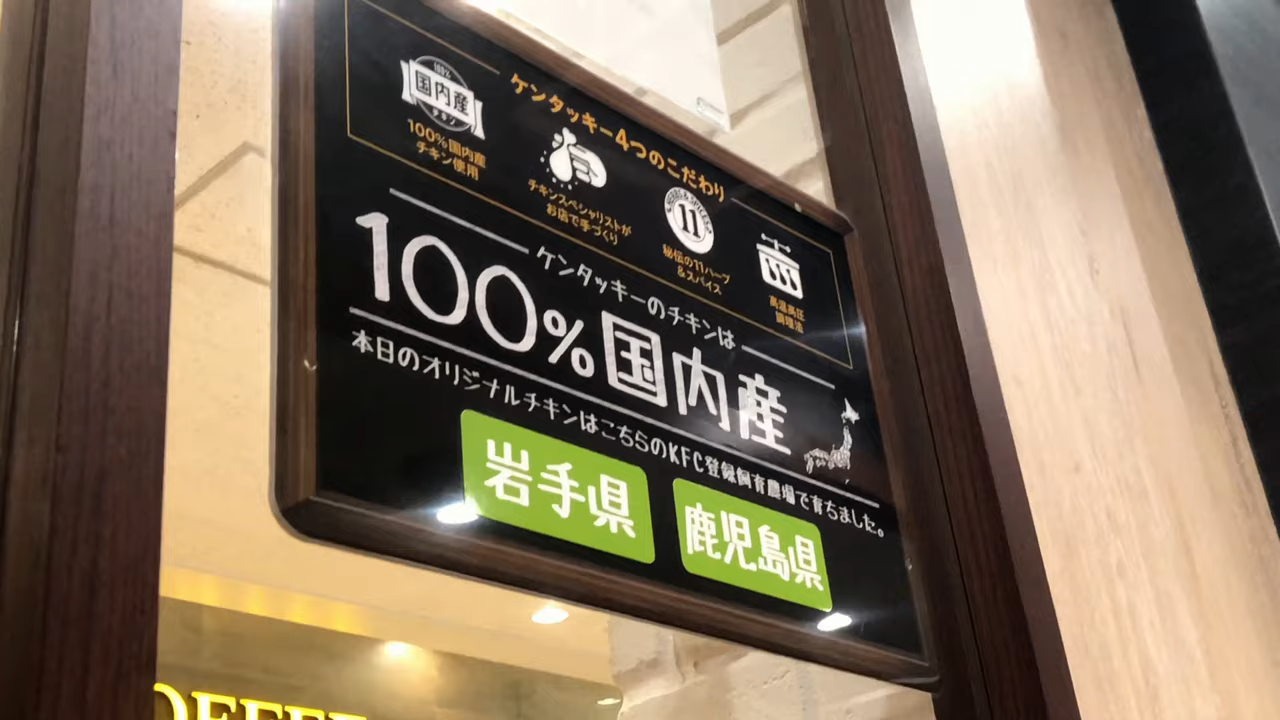 ケンタッキー4つのこだわり
100%
国内産
チキン
100%国内産
チキン使用
チキンスペシャリストが
お店で手づくり
HERBS & SPICES
11
秘伝の11ハーブ
&スパイス
高温高圧
調理法
ケンタッキーのチキンは
100%国内産
本日のオリジナルチキンはこちらのKFC登録飼育農場で育ちました。
岩手県
鹿児島県